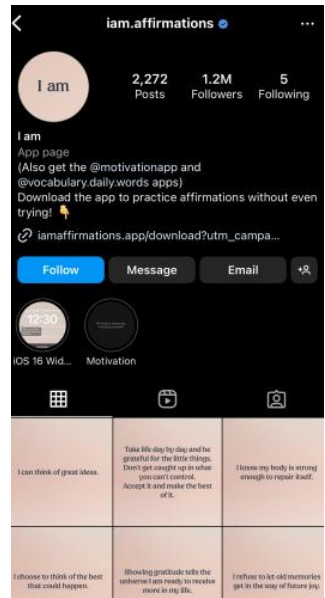 iam.affirmations
I am
2,272
1.2M
5
Posts
Followers
Following
I am
App page
(Also get the @motivationapp and
@vocabulary.daily.words apps)
Download the app to practice affirmations without even
trying! 👇
iamaffirmations.app/download?utm_campa...
Follow
Message
Email
12:30
iOS 16 Wid...
Motivation
I can think of great ideas.
Take life day by day and be
grateful for the little things.
Don't get caught up in what
you can't control.
Accept it and make the best
of it.
I know my body is strong
enough to repair itself.
I choose to think of the best
that could happen.
Showing gratitude tells the
universe I am ready to receive
more in my life.
I refuse to let old memories
get in the way of future joy.